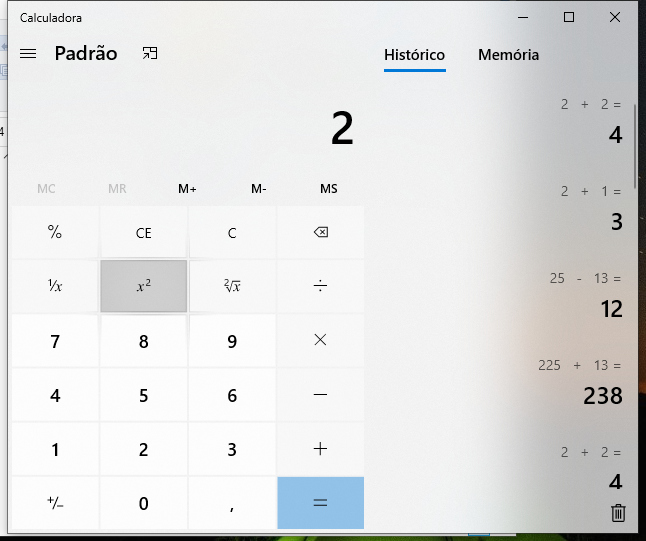 Calculadora
Padrão
Histórico Memória
2
MC MR M+ M- MS
% CE C
¹/x x² ²√x ÷
7 8 9 ×
4 5 6 −
1 2 3 +
+/− 0 , =
2 + 2 =
4
2 + 1 =
3
25 - 13 =
12
225 + 13 =
238
2 + 2 =
4